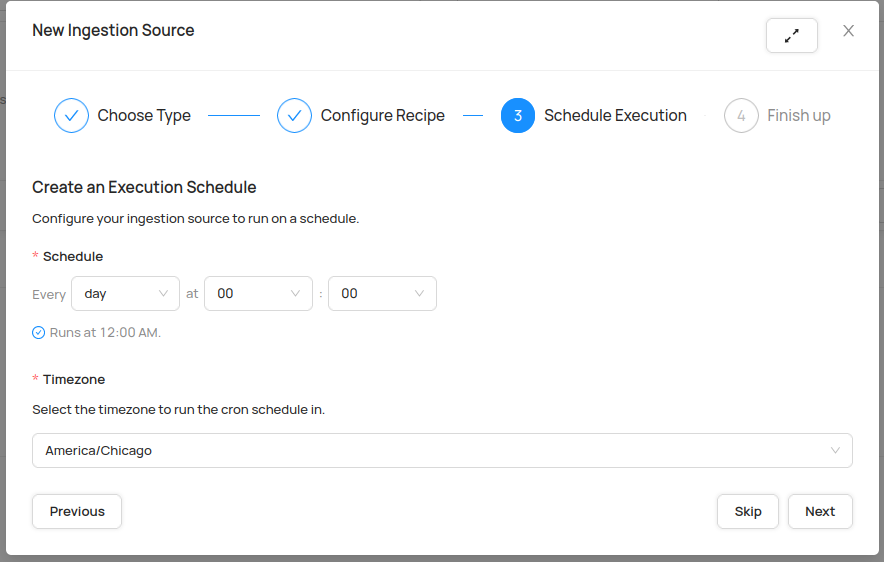 New Ingestion Source
Choose Type
Configure Recipe
3 Schedule Execution
4 Finish up
Create an Execution Schedule
Configure your ingestion source to run on a schedule.
* Schedule
Every day at 00 : 00
Runs at 12:00 AM.
* Timezone
Select the timezone to run the cron schedule in.
America/Chicago
Previous Skip Next